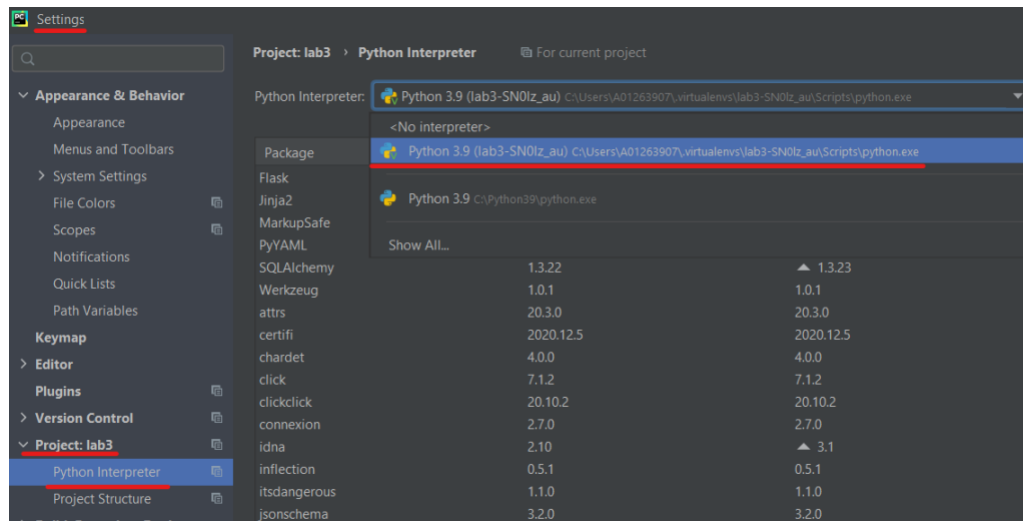 Settings
Project: lab3 › Python Interpreter For current project
Appearance & Behavior
Python Interpreter: Python 3.9 (lab3-SN0lz_au) C:\Users\A01263907\.virtualenvs\lab3-SN0lz_au\Scripts\python.exe
Appearance
<No interpreter>
Menus and Toolbars
Package
Python 3.9 (lab3-SN0lz_au) C:\Users\A01263907\.virtualenvs\lab3-SN0lz_au\Scripts\python.exe
System Settings
Flask
File Colors
Jinja2
Python 3.9 C:\Python39\python.exe
Scopes
MarkupSafe
Notifications
PyYAML
Show All...
SQLAlchemy 1.3.22 1.3.23
Quick Lists
Werkzeug 1.0.1 1.0.1
Path Variables
attrs 20.3.0 20.3.0
Keymap
certifi 2020.12.5 2020.12.5
Editor
chardet 4.0.0 4.0.0
click 7.1.2 7.1.2
Plugins
clickclick 20.10.2 20.10.2
Version Control
connexion 2.7.0 2.7.0
Project: lab3
idna 2.10 3.1
Python Interpreter
inflection 0.5.1 0.5.1
Project Structure
itsdangerous 1.1.0 1.1.0
jsonschema 3.2.0 3.2.0